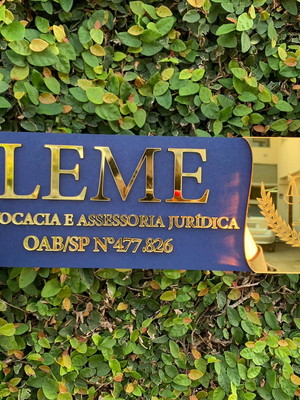 LEME
OCACIA E ASSESSORIA JURÍDICA
OAB/SP Nº477.826